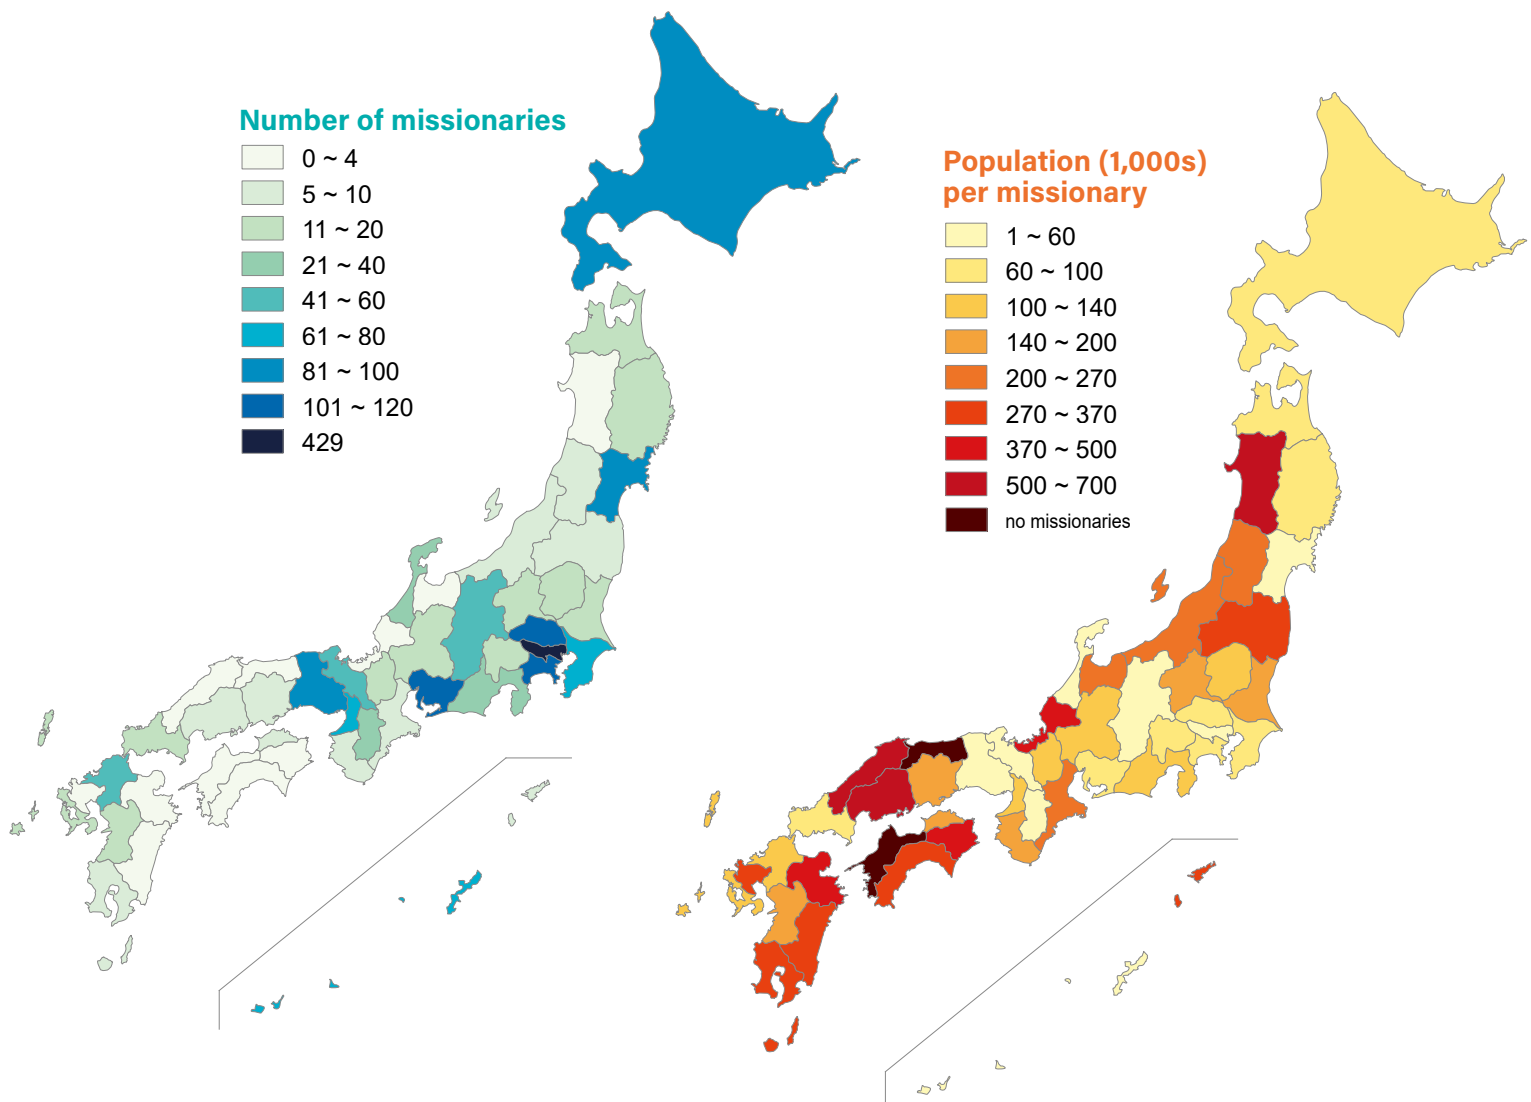 Number of missionaries
0 ~ 4
5 ~ 10
11 ~ 20
21 ~ 40
41 ~ 60
61 ~ 80
81 ~ 100
101 ~ 120
429
Population (1,000s)
per missionary
1 ~ 60
60 ~ 100
100 ~ 140
140 ~ 200
200 ~ 270
270 ~ 370
370 ~ 500
500 ~ 700
no missionaries